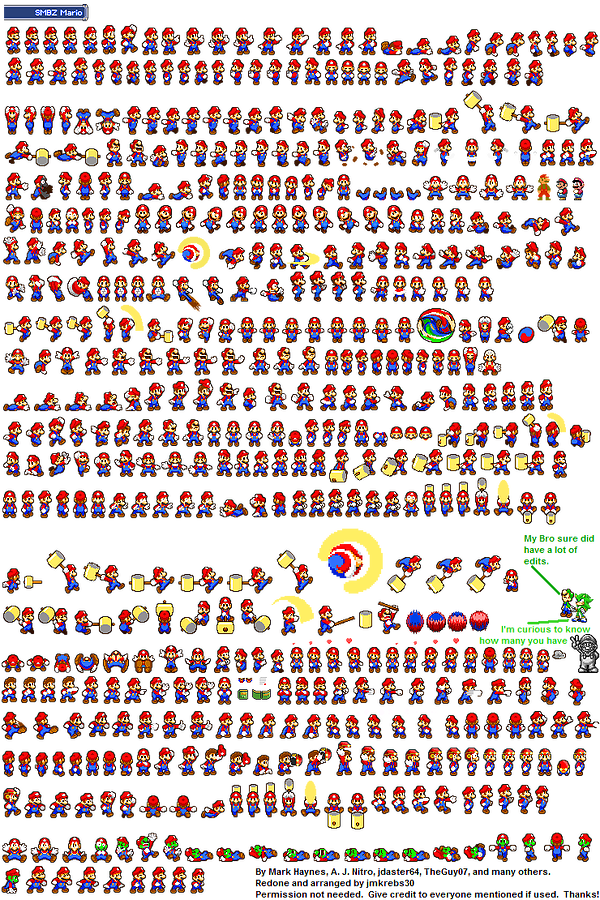 SMBZ Mario
My Bro sure did
have a lot of
edits.
I'm curious to know
how many you have
By Mark Haynes, A. J. Nitro, jdaster64, TheGuy07, and many others.
Redone and arranged by jmkrebs30
Permission not needed.  Give credit to everyone mentioned if used.  Thanks!